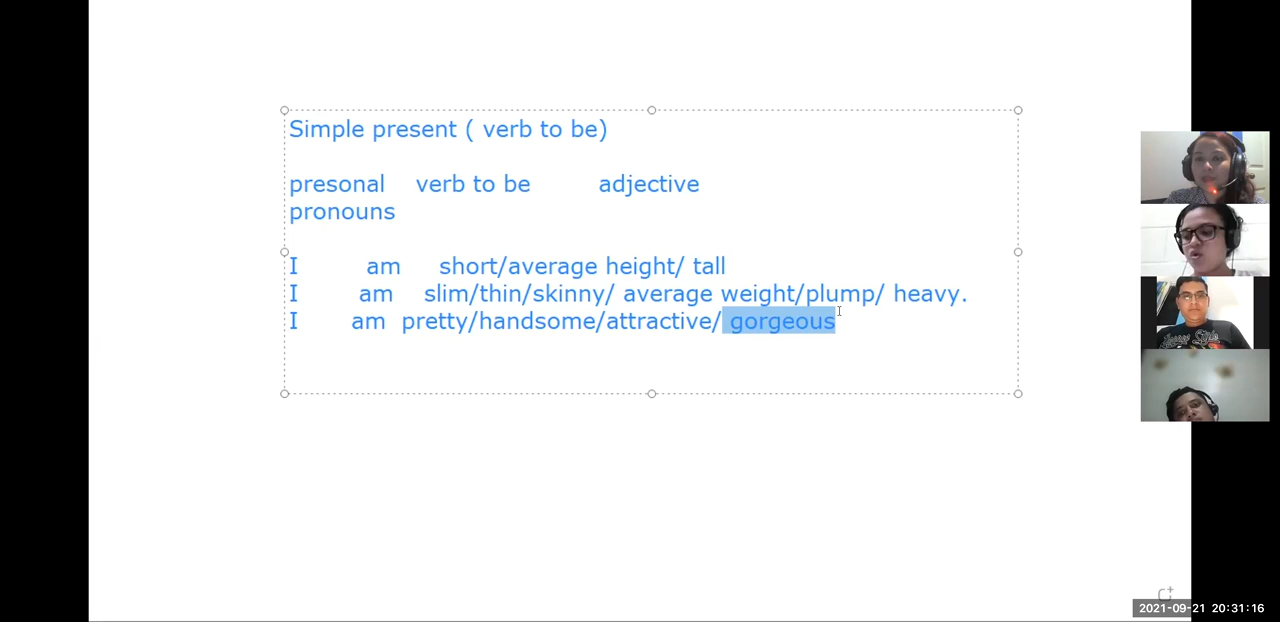 Simple present ( verb to be)
presonal verb to be adjective
pronouns
I am short/average height/ tall
I am slim/thin/skinny/ average weight/plump/ heavy.
I am pretty/handsome/attractive/ gorgeous
2021-09-21 20:31:16